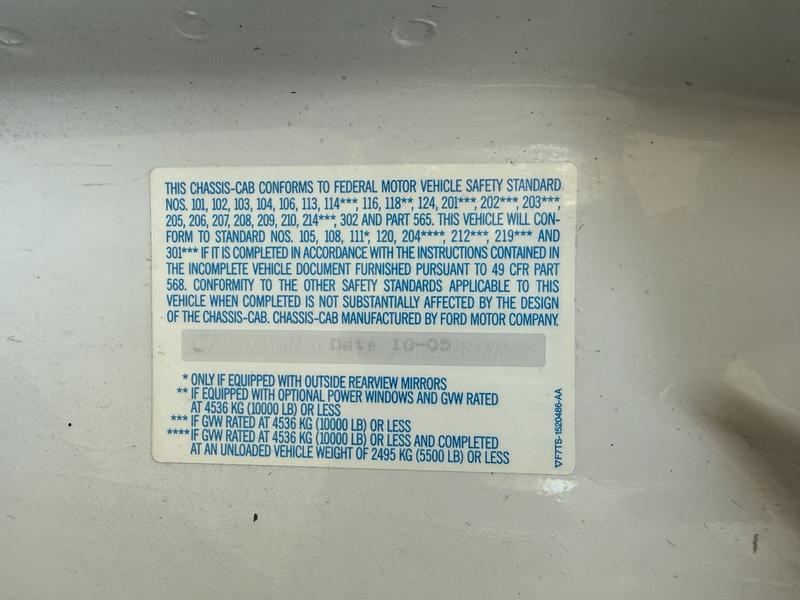 THIS CHASSIS-CAB CONFORMS TO FEDERAL MOTOR VEHICLE SAFETY STANDARD
NOS. 101, 102, 103, 104, 106, 113, 114***, 116, 118**, 124, 201***, 202***, 203***,
205, 206, 207, 208, 209, 210, 214***, 302 AND PART 565. THIS VEHICLE WILL CON-
FORM TO STANDARD NOS. 105, 108, 111*, 120, 204****, 212***, 219*** AND
301*** IF IT IS COMPLETED IN ACCORDANCE WITH THE INSTRUCTIONS CONTAINED IN
THE INCOMPLETE VEHICLE DOCUMENT FURNISHED PURSUANT TO 49 CFR PART
568. CONFORMITY TO THE OTHER SAFETY STANDARDS APPLICABLE TO THIS
VEHICLE WHEN COMPLETED IS NOT SUBSTANTIALLY AFFECTED BY THE DESIGN
OF THE CHASSIS-CAB. CHASSIS-CAB MANUFACTURED BY FORD MOTOR COMPANY.
Date 10-05
* ONLY IF EQUIPPED WITH OUTSIDE REARVIEW MIRRORS
** IF EQUIPPED WITH OPTIONAL POWER WINDOWS AND GVW RATED
AT 4536 KG (10000 LB) OR LESS
*** IF GVW RATED AT 4536 KG (10000 LB) OR LESS
**** IF GVW RATED AT 4536 KG (10000 LB) OR LESS AND COMPLETED
AT AN UNLOADED VEHICLE WEIGHT OF 2495 KG (5500 LB) OR LESS
F7TS-1520486-AA